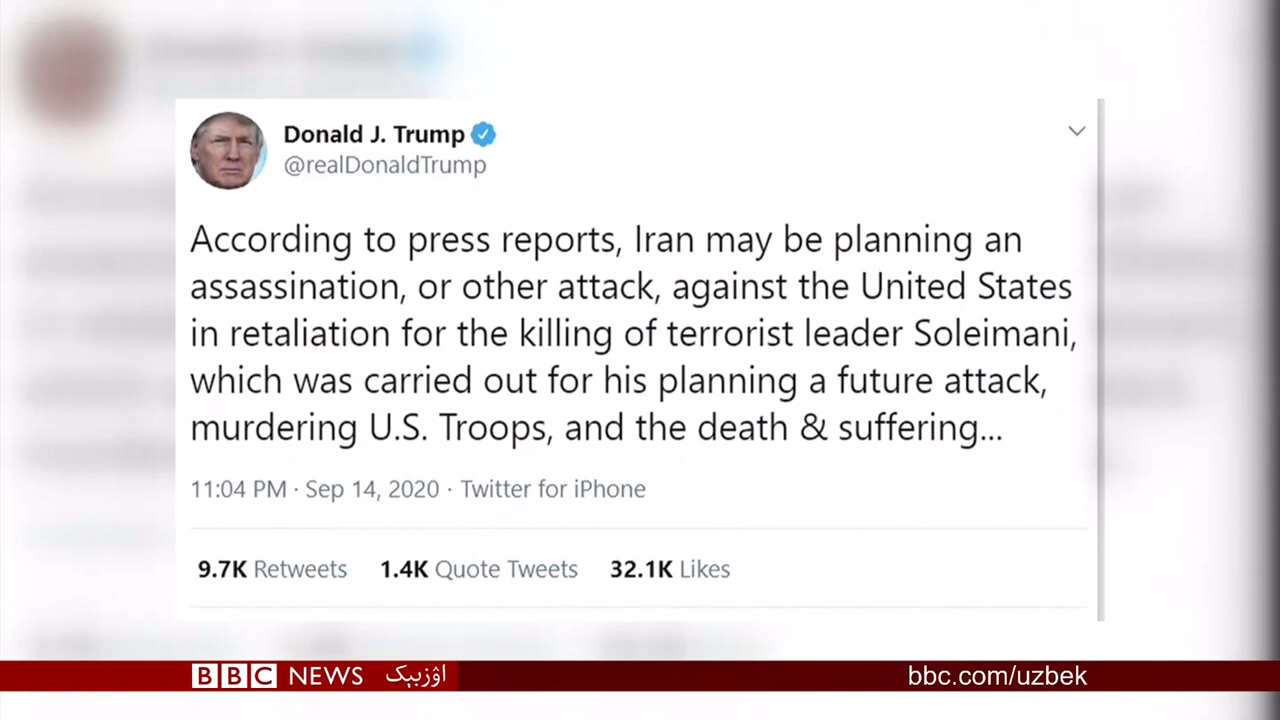 Donald J. Trump
@realDonaldTrump
According to press reports, Iran may be planning an
assassination, or other attack, against the United States
in retaliation for the killing of terrorist leader Soleimani,
which was carried out for his planning a future attack,
murdering U.S. Troops, and the death & suffering...
11:04 PM · Sep 14, 2020 · Twitter for iPhone
9.7K Retweets 1.4K Quote Tweets 32.1K Likes
BBC NEWS اۉزبېک bbc.com/uzbek